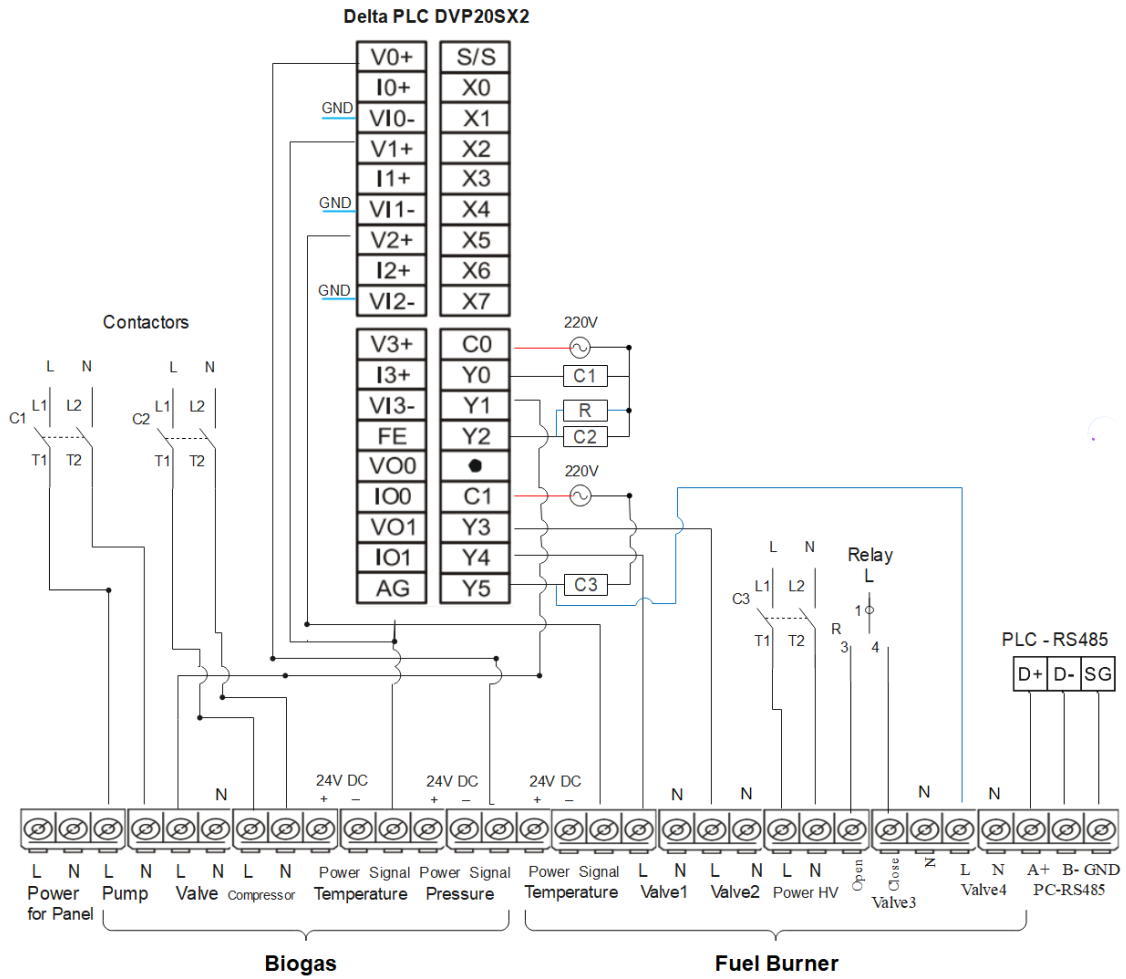 Delta PLC DVP20SX2
V0+ S/S
I0+ X0
GND VI0- X1
V1+ X2
I1+ X3
GND VI1- X4
V2+ X5
I2+ X6
GND VI2- X7
Contactors
220V
V3+ C0
I3+ Y0 C1
VI3- Y1 R
FE Y2 C2
VO0
220V
IO0 C1
VO1 Y3
IO1 Y4
AG Y5 C3
L N L N
L1 L2 L1 L2
C1 C2
T1 T2 T1 T2
L N Relay
L
L1 L2 1
C3
R
T1 T2 3 4
PLC - RS485
D+ D- SG
24V DC 24V DC 24V DC
N + – + – + – N N N N
L N L N L N L N Power Signal Power Signal Power Signal L N L N L N Open Close N L N A+ B- GND
Power for Panel
Pump Valve Compressor Temperature Pressure Temperature Valve1 Valve2 Power HV Valve3 Valve4 PC-RS485
Biogas Fuel Burner